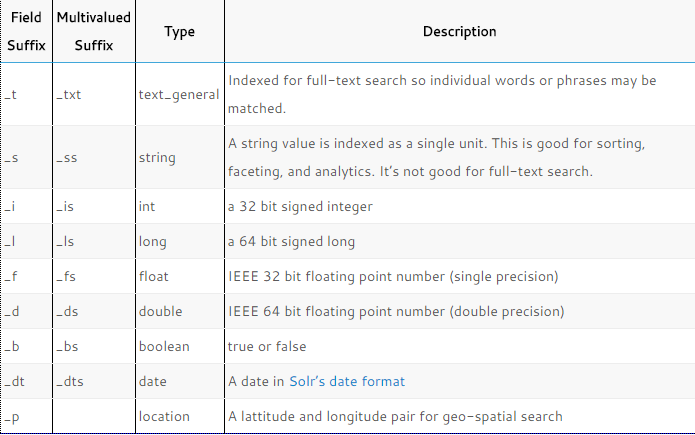 Field Suffix Multivalued Suffix Type Description
_t _txt text_general Indexed for full-text search so individual words or phrases may be
matched.
_s _ss string A string value is indexed as a single unit. This is good for sorting,
faceting, and analytics. It's not good for full-text search.
_i _is int a 32 bit signed integer
_l _ls long a 64 bit signed long
_f _fs float IEEE 32 bit floating point number (single precision)
_d _ds double IEEE 64 bit floating point number (double precision)
_b _bs boolean true or false
_dt _dts date A date in Solr's date format
_p location A lattitude and longitude pair for geo-spatial search